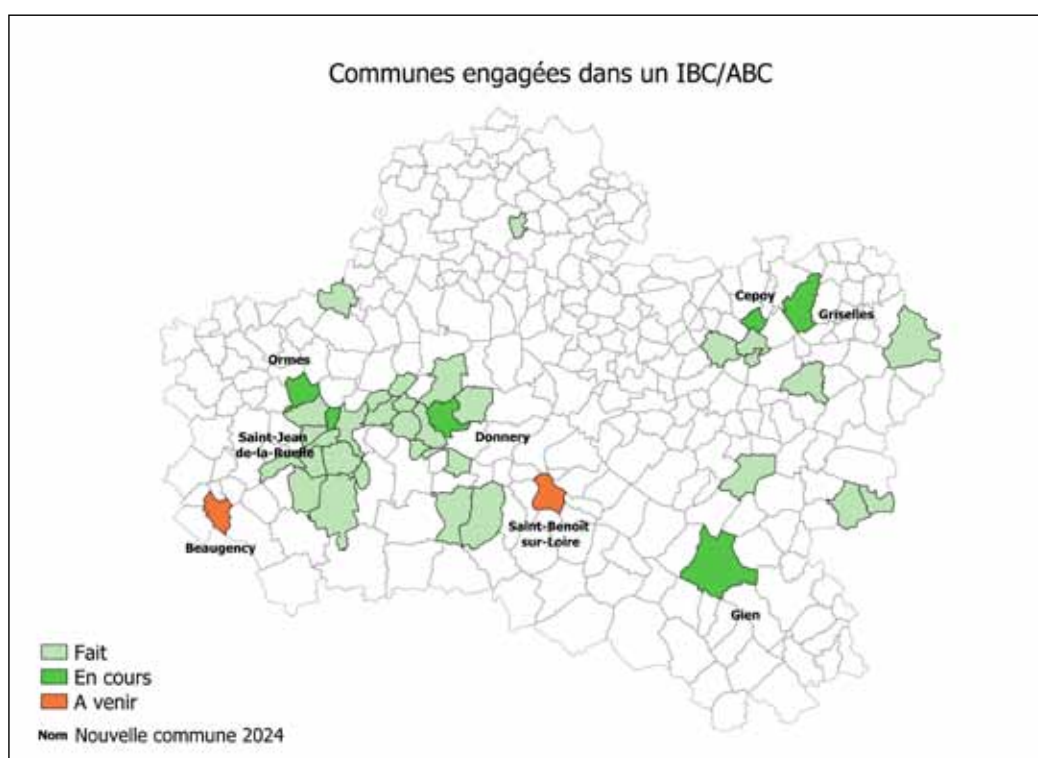 Communes engagées dans un IBC/ABC
Cepoy
Griselles
Ormes
Saint-Jean
de-la-Ruelle
Donnery
Beaugency
Saint-Benoît
sur-Loire
Gien
Fait
En cours
A venir
Nom Nouvelle commune 2024